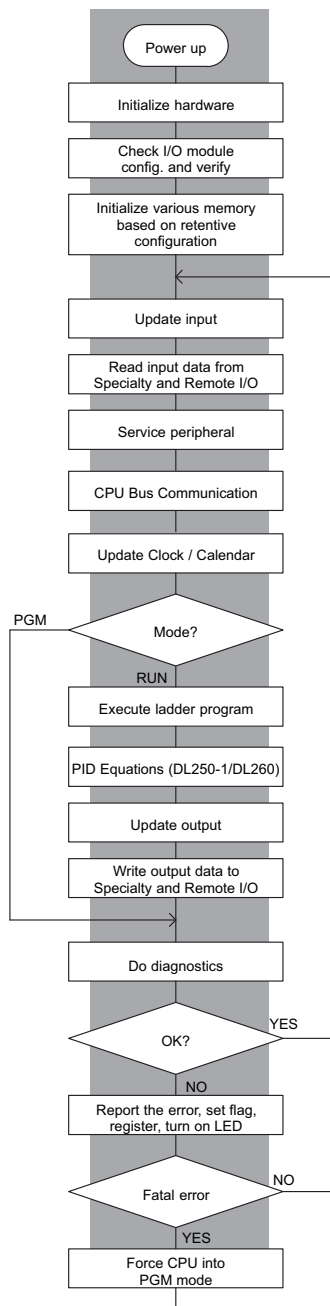 Power up
Initialize hardware
Check I/O module
config. and verify
Initialize various memory
based on retentive
configuration
Update input
Read input data from
Specialty and Remote I/O
Service peripheral
CPU Bus Communication
Update Clock / Calendar
PGM
Mode?
RUN
Execute ladder program
PID Equations (DL250-1/DL260)
Update output
Write output data to
Specialty and Remote I/O
Do diagnostics
OK?
YES
NO
Report the error, set flag,
register, turn on LED
Fatal error
NO
YES
Force CPU into
PGM mode